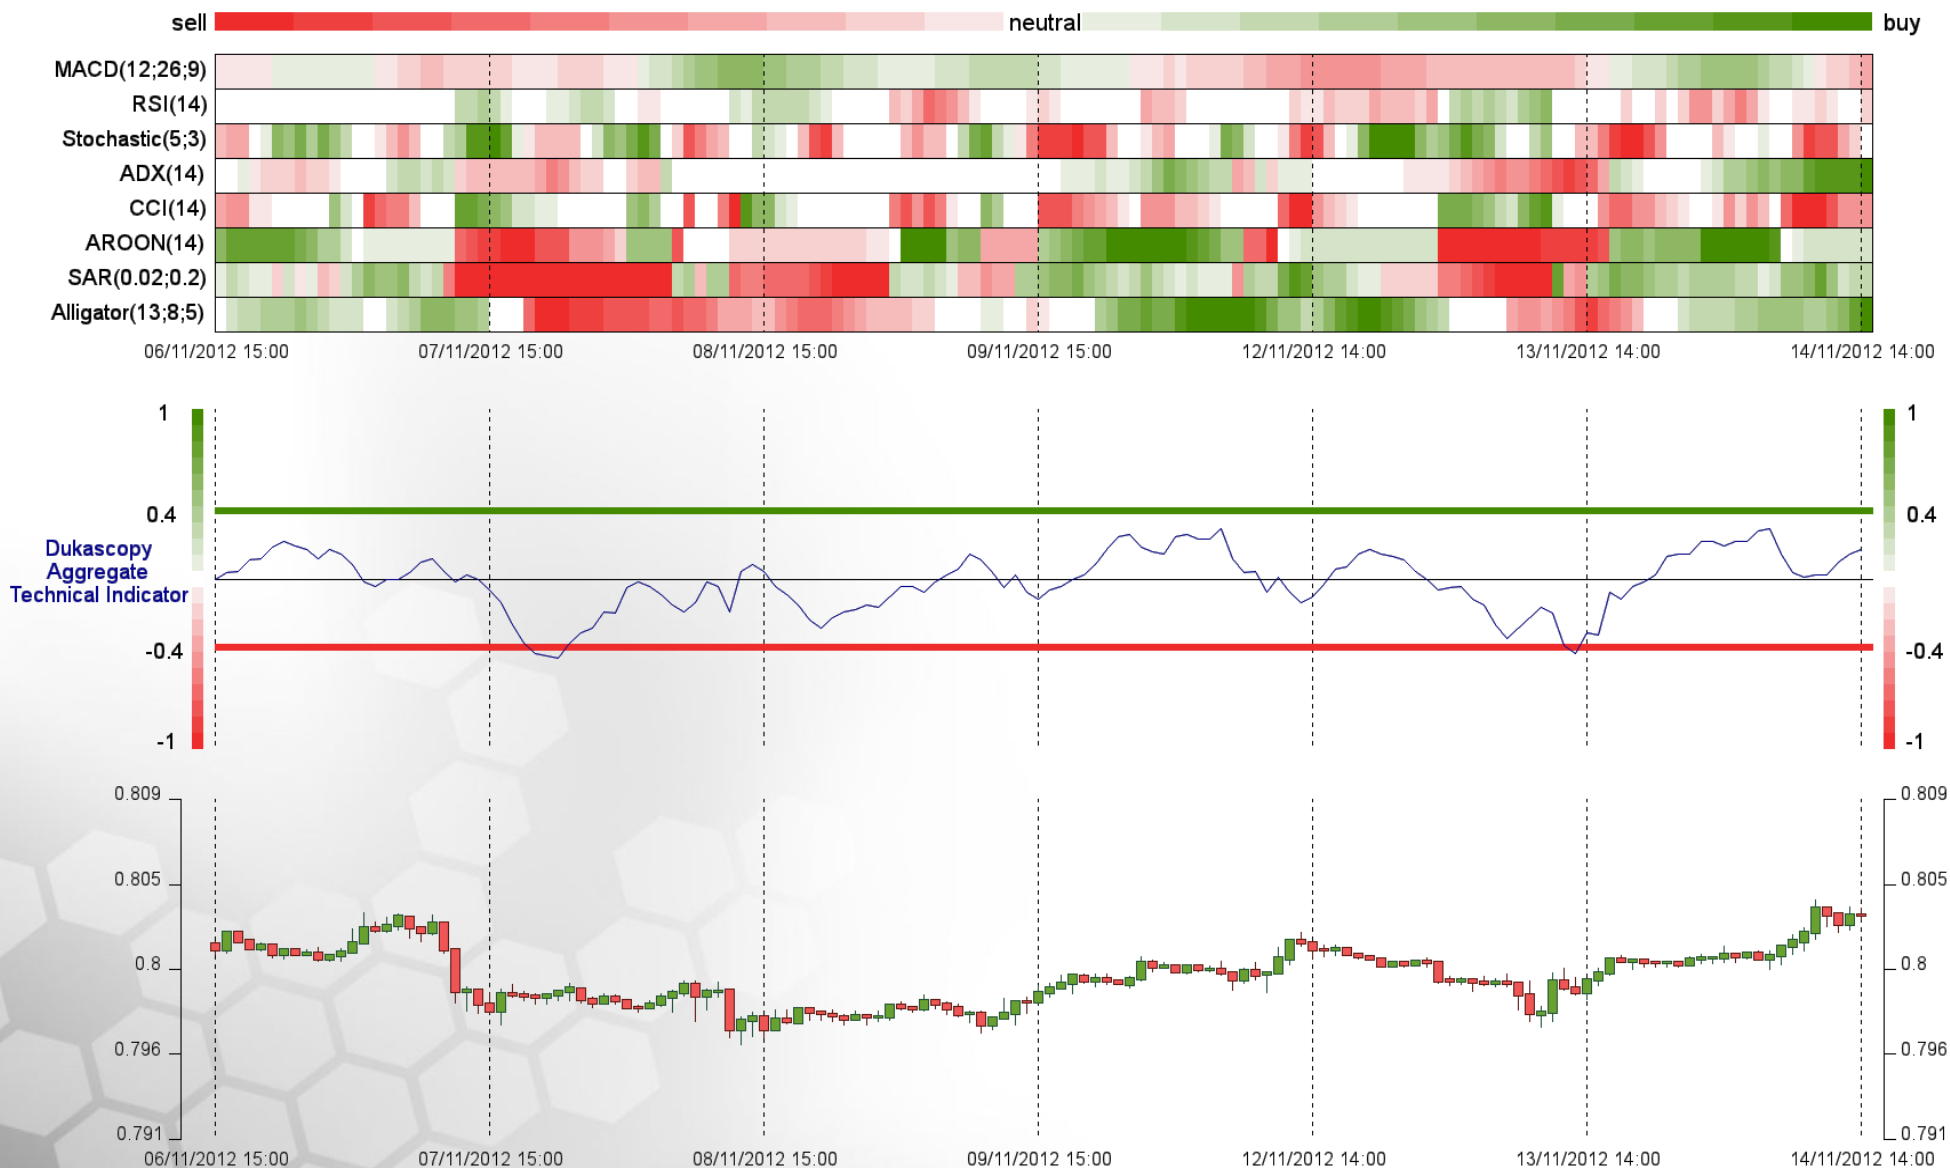 sell neutral buy
MACD(12;26;9)
RSI(14)
Stochastic(5;3)
ADX(14)
CCI(14)
AROON(14)
SAR(0.02;0.2)
Alligator(13;8;5)
06/11/2012 15:00 07/11/2012 15:00 08/11/2012 15:00 09/11/2012 15:00 12/11/2012 14:00 13/11/2012 14:00 14/11/2012 14:00
1 1
0.4 0.4
Dukascopy
Aggregate
Technical Indicator
-0.4 -0.4
-1 -1
0.809 0.809
0.805 0.805
0.8 0.8
0.796 0.796
0.791 0.791
06/11/2012 15:00 07/11/2012 15:00 08/11/2012 15:00 09/11/2012 15:00 12/11/2012 14:00 13/11/2012 14:00 14/11/2012 14:00